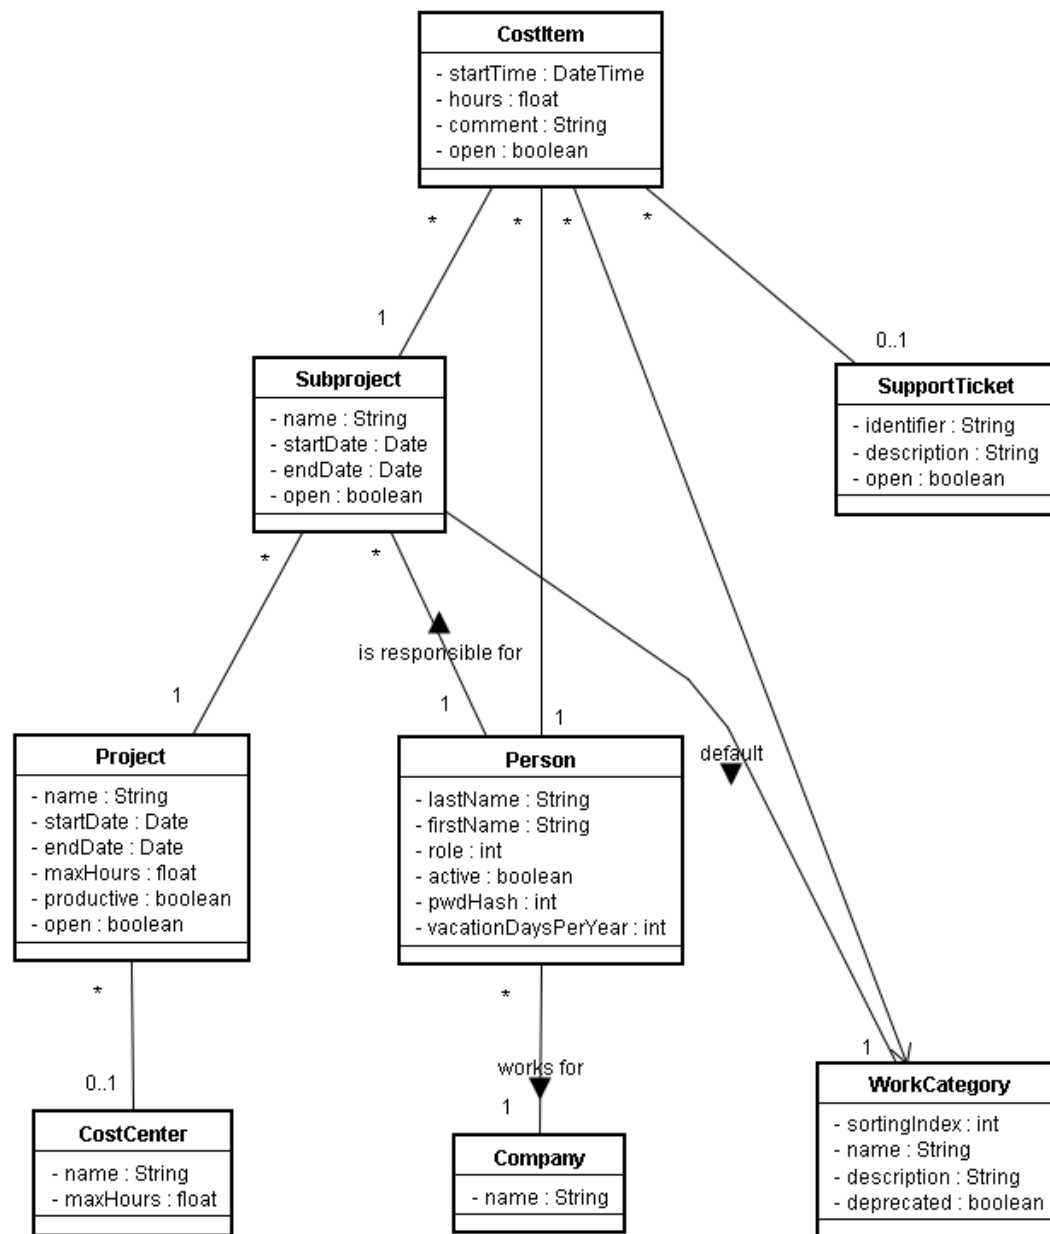 CostItem
- startTime : DateTime
- hours : float
- comment : String
- open : boolean
*
*
*
*
1
0..1
Subproject
- name : String
- startDate : Date
- endDate : Date
- open : boolean
SupportTicket
- identifier : String
- description : String
- open : boolean
*
*
is responsible for
1
1
1
default
Project
- name : String
- startDate : Date
- endDate : Date
- maxHours : float
- productive : boolean
- open : boolean
Person
- lastName : String
- firstName : String
- role : int
- active : boolean
- pwdHash : int
- vacationDaysPerYear : int
*
*
0..1
works for
1
1
CostCenter
- name : String
- maxHours : float
Company
- name : String
WorkCategory
- sortingIndex : int
- name : String
- description : String
- deprecated : boolean